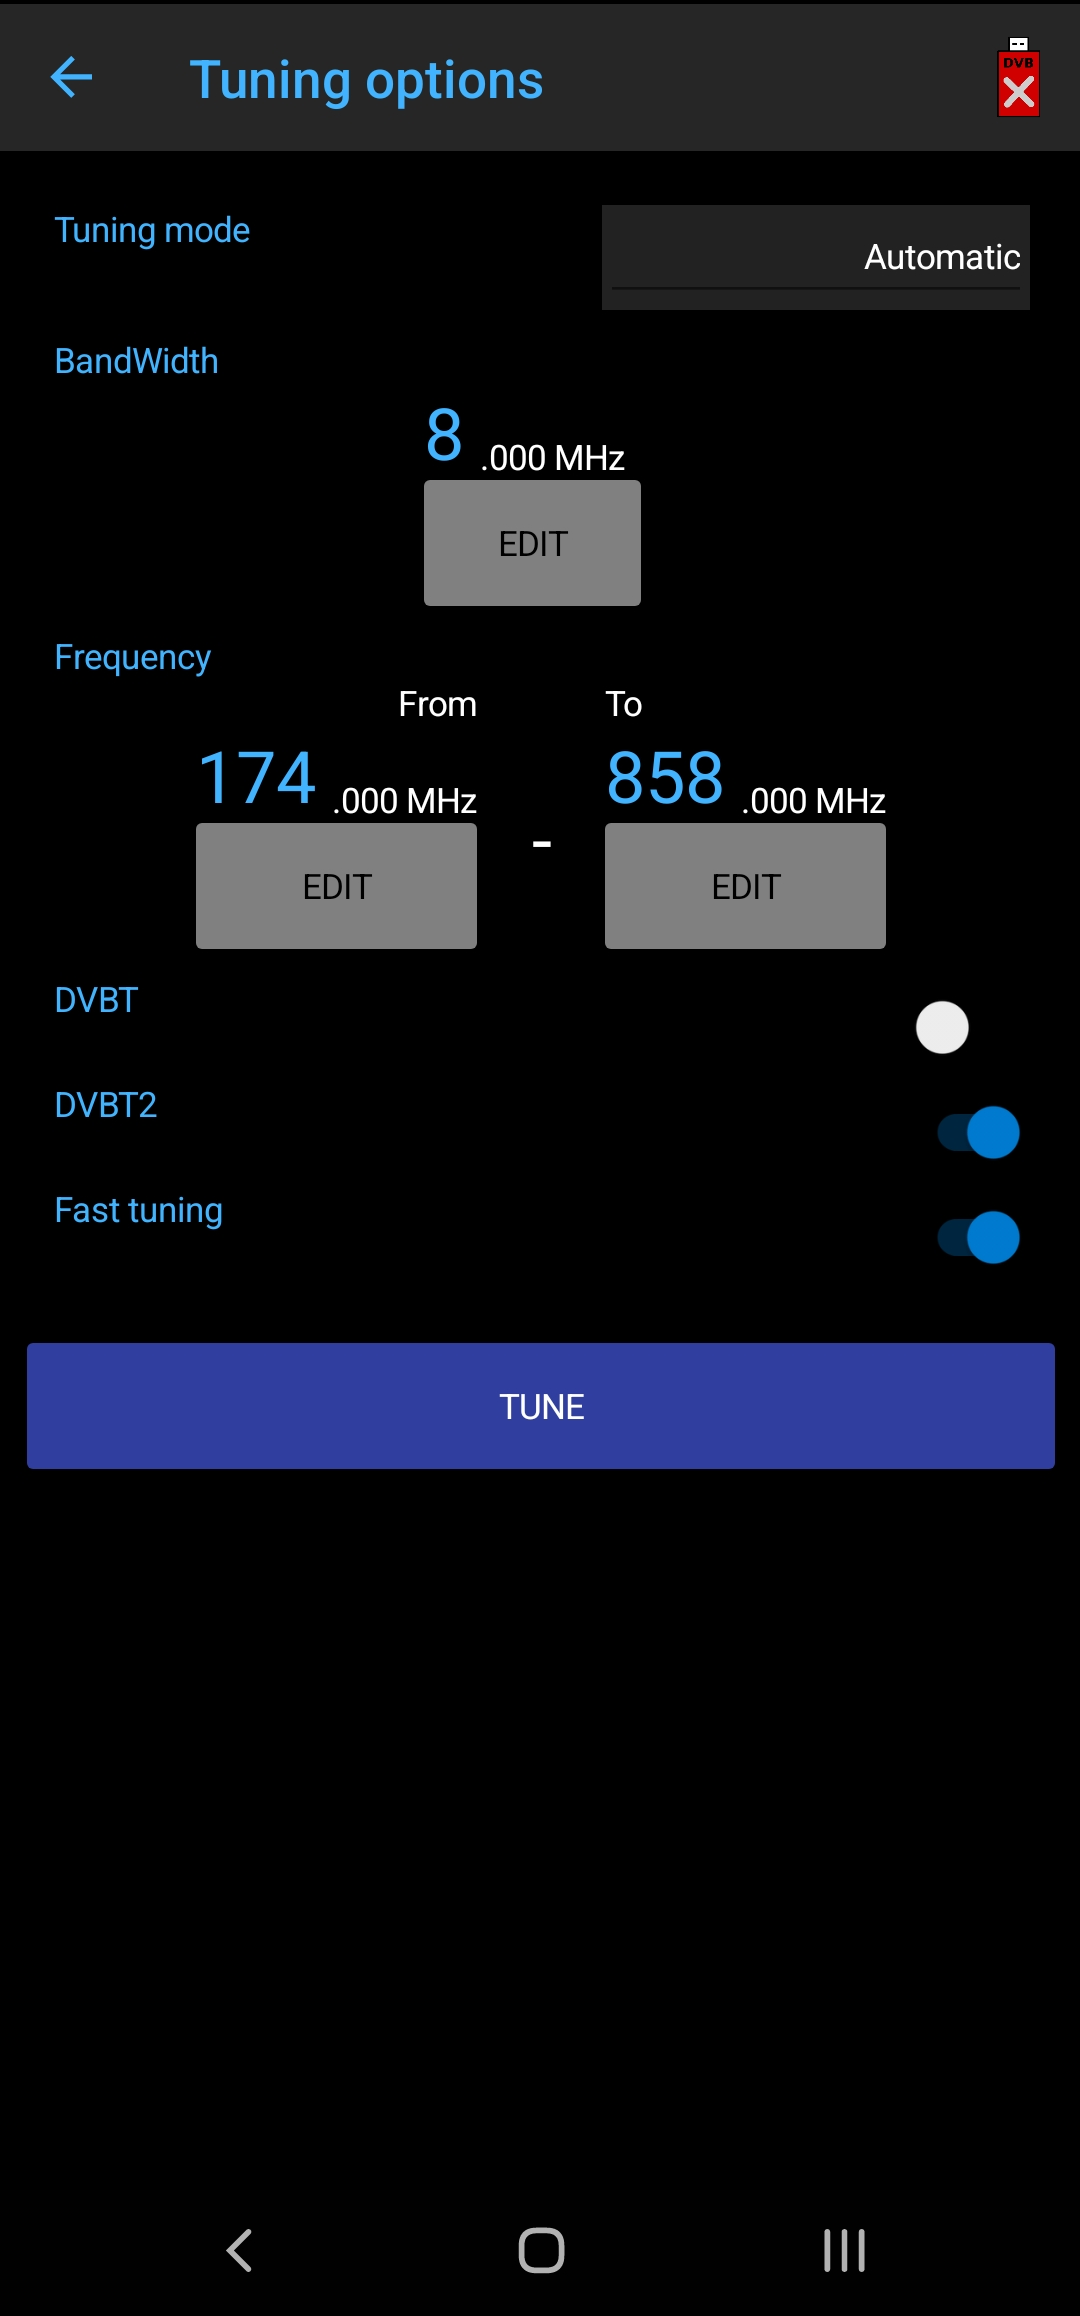 Tuning options
DVB
Tuning mode
Automatic
BandWidth
8 .000 MHz
EDIT
Frequency
From To
174 .000 MHz - 858 .000 MHz
EDIT EDIT
DVBT
DVBT2
Fast tuning
TUNE